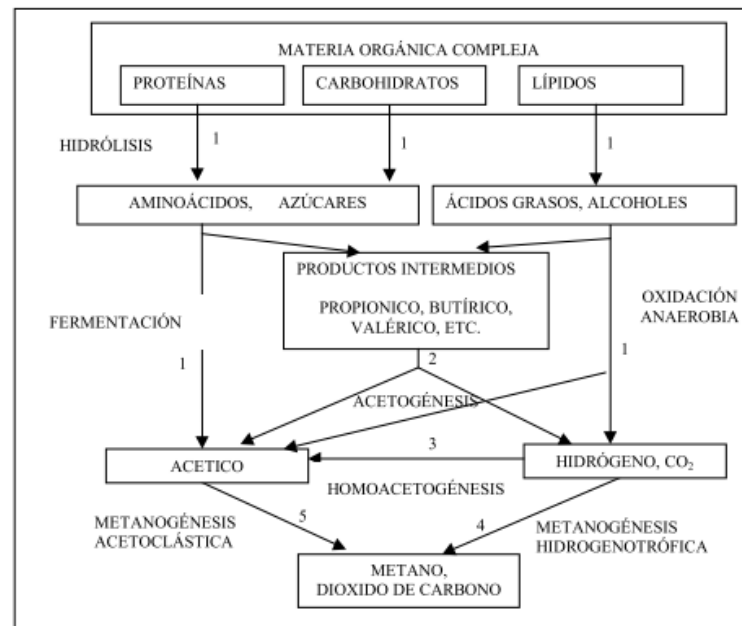 MATERIA ORGÁNICA COMPLEJA
PROTEÍNAS
CARBOHIDRATOS
LÍPIDOS
HIDRÓLISIS
1
1
1
AMINOÁCIDOS, AZÚCARES
ÁCIDOS GRASOS, ALCOHOLES
PRODUCTOS INTERMEDIOS
PROPIONICO, BUTÍRICO,
VALÉRICO, ETC.
FERMENTACIÓN
OXIDACIÓN
ANAEROBIA
1
2
1
ACETOGÉNESIS
ACETICO
3
HIDRÓGENO, CO₂
HOMOACETOGÉNESIS
METANOGÉNESIS
ACETOCLÁSTICA
5
4
METANOGÉNESIS
HIDROGENOTRÓFICA
METANO,
DIOXIDO DE CARBONO